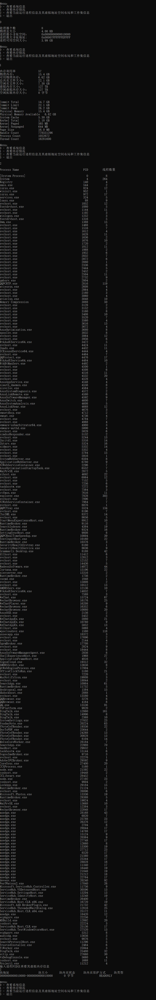 Menu:
0 - 查看系统信息
1 - 查看内存情况
2 - 查看当前运行进程信息及其虚拟地址空间布局和工作集信息
3 - 退出
0
处理器个数 8
物理页大小 4.00 KB
进程最小寻址空间: 0x0000000000010000
进程最大寻址地址: 0x00007FFFFFFEFFFF
进程可用空间大小: 3.99 GB
Menu:
0 - 查看系统信息
1 - 查看内存情况
2 - 查看当前运行进程信息及其虚拟地址空间布局和工作集信息
3 - 退出
1
内存利用率 57
物理内存: 15.4 GB
可用物理内存: 6.62 GB
总共页文件大小: 22.1 GB
空闲页文件大小: 7.38 GB
虚拟内存大小: 127 TB
空闲虚拟内存大小: 127 TB
空闲拓展内存大小: 0 字节
Commit Total 14.7 GB
Commit Limit 22.1 GB
Commit Peak 26.2 GB
Physical Memory 15.4 GB
Physical Memory Avaliable 6.62 GB
System Cache 5.30 GB
Kerbel Total 1.18 GB
Kernel Paged 565 MB
Kernel Nonpaged 644 MB
Page Size 16.0 MB
Handle Count 778551296
Process Count 1052672
Thread Count 16281600
Menu:
0 - 查看系统信息
1 - 查看内存情况
2 - 查看当前运行进程信息及其虚拟地址空间布局和工作集信息
3 - 退出
2
Process Name PID 线程数量
[System Process] 0 8
System 4 264
Registry 140 4
smss.exe 544 2
csrss.exe 824 12
wininit.exe 952 1
csrss.exe 972 17
services.exe 324 5
lsass.exe 88 9
svchost.exe 1052 12
fontdrvhost.exe 1080 5
svchost.exe 1144 11
svchost.exe 1192 3
winlogon.exe 1252 3
fontdrvhost.exe 1316 5
dwm.exe 1388 15
svchost.exe 1468 5
svchost.exe 1516 7
svchost.exe 1612 4
svchost.exe 1628 11
svchost.exe 1636 2
svchost.exe 1676 10
svchost.exe 1720 2
svchost.exe 1812 11
svchost.exe 1868 2
svchost.exe 1952 6
svchost.exe 2032 7
svchost.exe 2072 6
svchost.exe 2080 1
svchost.exe 2336 8
svchost.exe 2444 5
svchost.exe 2452 2
svchost.exe 2504 11
svchost.exe 2732 9
qmbsrv.exe 2804 2
QQPCRTP.exe 2816 119
atiesrxx.exe 2608 4
svchost.exe 2864 4
svchost.exe 2160 3
svchost.exe 3060 4
atieclxx.exe 3048 10
Memory Compression 3088 50
svchost.exe 3128 2
svchost.exe 3152 2
svchost.exe 3160 8
svchost.exe 3408 10
svchost.exe 3520 7
svchost.exe 3560 4
svchost.exe 3616 13
svchost.exe 3672 4
AsusOptimization.exe 3680 8
spoolsv.exe 3832 8
svchost.exe 3864 12
svchost.exe 3956 6
RtkAudUService64.exe 3472 5
svchost.exe 4424 11
lkads.exe 4432 11
ICEsoundService64.exe 4444 4
svchost.exe 4464 7
QQProtect.exe 4476 17
RtkAudUService64.exe 4484 10
RtkBtManServ.exe 4492 2
svchost.exe 4500 1
svchost.exe 4508 6
svchost.exe 4516 11
svchost.exe 4532 20
svchost.exe 4528 4
AsusAppService.exe 4548 4
niauth_daemon.exe 4556 8
nisvcloc.exe 4564 2
AsusSystemDiagnosis.exe 4572 2
AsusLinkRemote.exe 4580 6
AsusSoftwareManager.exe 4592 9
AsusSwitch.exe 4600 7
AsusSystemAnalysis.exe 4608 5
AsusLinkNear.exe 4668 12
svchost.exe 4676 3
vmnetdhcp.exe 4712 2
vmnat.exe 4736 4
svchost.exe 4784 7
svchost.exe 4868 4
vmware-usbarbitrator64.exe 4980 3
vmware-authd.exe 5000 4
svchost.exe 5028 6
nimdnsResponder.exe 5132 2
svchost.exe 5244 13
lkcitdl.exe 5316 14
lktsrv.exe 5324 16
nidmsrv.exe 5332 14
svchost.exe 5352 4
svchost.exe 5784 15
svchost.exe 5916 1
SystemWebServer.exe 6504 8
ApplicationWebServer.exe 6780 9
NIWebServiceContainer.exe 2296 7
AsusOptimizationStartupTask.exe 6552 7
WmiPrvSE.exe 2872 5
sihost.exe 4692 22
svchost.exe 6864 12
svchost.exe 7152 5
svchost.exe 7256 6
taskhostw.exe 7272 9
svchost.exe 7564 3
ctfmon.exe 7616 11
explorer.exe 7828 303
svchost.exe 7896 7
NIWebServiceContainer.exe 7984 7
svchost.exe 8076 1
QQPCTray.exe 5524 134
svchost.exe 8196 7
ChsIME.exe 8372 14
svchost.exe 8656 5
StartMenuExperienceHost.exe 8912 10
RuntimeBroker.exe 9116 2
SearchIndexer.exe 4384 19
RuntimeBroker.exe 9324 16
SettingSyncHost.exe 9808 8
QQPCRealTimeSpeedup.exe 10004 39
TextInputHost.exe 10160 22
RuntimeBroker.exe 10376 3
SecurityHealthSystray.exe 8180 1
SecurityHealthService.exe 8636 9
Grammarly.Desktop.exe 8188 42
dllhost.exe 11412 6
svchost.exe 12012 3
svchost.exe 12152 7
svchost.exe 14436 5
RadeonSoftware.exe 14872 44
Cortana.exe 15196 22
nierserver.exe 13316 2
RuntimeBroker.exe 1756 2
cncmd.exe 1848 1
svchost.exe 15008 2
svchost.exe 10512 13
AMDRSServ.exe 12136 10
RtkAudUService64.exe 14032 7
svchost.exe 7588 3
WeChat.exe 15724 67
WechatBrowser.exe 16176 25
WeChatPlayer.exe 16208 9
WechatBrowser.exe 16352 6
WechatBrowser.exe 10080 20
AsusOSD.exe 2156 2
svchost.exe 5452 5
WeChatAppEx.exe 5880 21
WeChatAppEx.exe 10760 9
WeChatAppEx.exe 5052 13
dllhost.exe 5068 4
wpscloudsvr.exe 1580 118
unsecapp.exe 18372 3
svchost.exe 17696 2
svchost.exe 2144 4
SgrmBroker.exe 17708 7
svchost.exe 2824 9
svchost.exe 18444 8
AsusSoftwareManagerAgent.exe 2056 8
ShellExperienceHost.exe 1968 27
ApplicationFrameHost.exe 4816 7
SogouCloud.exe 19312 32
AMDRSSrcExt.exe 13656 8
QtWebEngineProcess.exe 17804 7
OfficeClickToRun.exe 5180 21
svchost.exe 7220 3
MusNotifyIcon.exe 19808 3
svchost.exe 18044 2
SearchApp.exe 10984 61
RuntimeBroker.exe 11752 5
desktopcal.exe 1584 15
dkdockhost.exe 2088 1
svchost.exe 13580 4
QQBrowser.exe 3276 8
QQBrowser.exe 4164 8
QQ.exe 13536 91
TXPlatform.exe 9820 2
DingTalk.exe 12860 161
DingTalk.exe 14996 8
DingTalk.exe 2368 10
SystemSettings.exe 27832 23
YoudaoNote.exe 20224 63
YNoteCefRender.exe 19356 22
DocToPDF.exe 25644 2
YNoteCefRender.exe 24268 13
YNoteCefRender.exe 30028 13
YNoteCefRender.exe 8104 14
MoUsoCoreWorker.exe 28184 7
SearchApp.exe 22988 70
dasHost.exe 29832 1
taskhostw.exe 15144 6
SogouImeBroker.exe 9716 3
svchost.exe 22276 1
AdobeIPCBroker.exe 29592 9
CoreSync.exe 27400 20
CCXProcess.exe 5160 1
node.exe 21592 22
conhost.exe 19448 2
CCLibrary.exe 28452 1
node.exe 27192 23
conhost.exe 9804 2
LockApp.exe 29184 15
RuntimeBroker.exe 21124 11
svchost.exe 26896 6
Microsoft.Photos.exe 13336 19
RuntimeBroker.exe 28388 5
svchost.exe 19024 4
WmiPrvSE.exe 13668 10
svchost.exe 12384 3
WechatBrowser.exe 22048 17
msedge.exe 28168 43
msedge.exe 6820 7
msedge.exe 25788 23
msedge.exe 26376 12
msedge.exe 2704 8
msedge.exe 28844 17
msedge.exe 14788 17
msedge.exe 15124 9
msedge.exe 20364 9
msedge.exe 27748 17
msedge.exe 12660 8
msedge.exe 13300 19
msedge.exe 27712 23
msedge.exe 8520 17
msedge.exe 21560 18
msedge.exe 25344 17
msedge.exe 28028 18
msedge.exe 11340 17
msedge.exe 16440 19
msedge.exe 21848 19
msedge.exe 21212 18
msedge.exe 22764 17
devenv.exe 20240 92
PerfWatson2.exe 17040 26
Microsoft.ServiceHub.Controller.exe 11756 9
ServiceHub.VSDetouredHost.exe 30596 13
ServiceHub.SettingsHost.exe 13204 13
ServiceHub.IdentityHost.exe 13248 19
RuntimeBroker.exe 26400 2
ServiceHub.Host.CLR.x86.exe 16720 19
Microsoft.AAD.BrokerPlugin.exe 21732 42
ServiceHub.ThreadedWaitDialog.exe 12816 25
ServiceHub.Host.CLR.x64.exe 25172 11
msedge.exe 18420 12
vcpkgsrv.exe 22256 7
MSBuild.exe 12892 20
conhost.exe 22224 3
ServiceHub.Host.CLR.exe 25136 17
ServiceHub.TestWindowStoreHost.exe 27520 13
vcpkgsrv.exe 5312 8
audiodg.exe 15656 3
svchost.exe 9076 5
SearchProtocolHost.exe 11296 5
TrustedInstaller.exe 2464 6
TiWorker.exe 25944 3
DingTalk.exe 25480 32
vctip.exe 27660 30
VsDebugConsole.exe 5660 4
conhost.exe 1668 11
Project1.exe 11212 4
输入进程PID以查看其虚拟内存信息
2
块地址 块大小 块内页状态 块内页保护方式 块类型
0000000000010000-0000000000010000 0 字节 READONLY
menu:
0 - 查看系统信息
1 - 查看内存情况
2 - 查看当前运行进程信息及其虚拟地址空间布局和工作集信息
3 - 退出